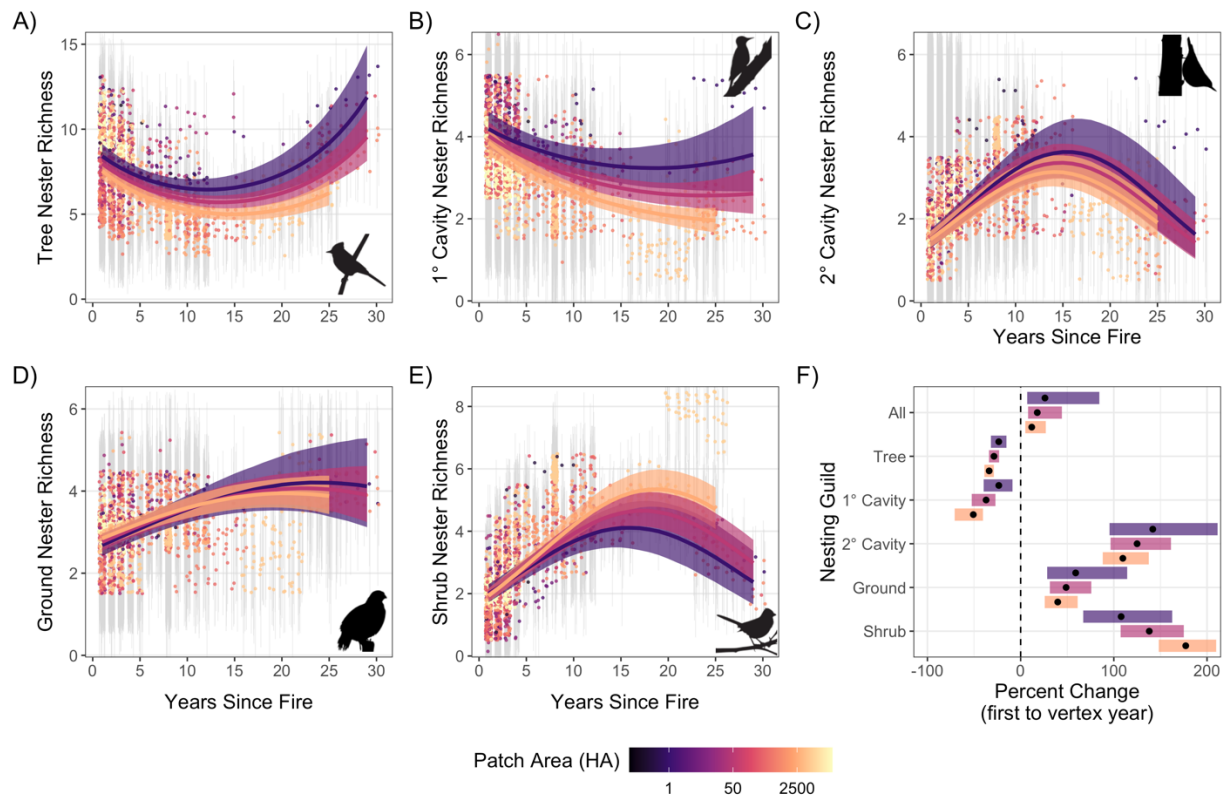 A)
B)
C)
Tree Nester Richness
15
10
5
0
0 5 10 15 20 25 30
1° Cavity Nester Richness
6
4
2
0
0 5 10 15 20 25 30
2° Cavity Nester Richness
6
4
2
0
0 5 10 15 20 25 30
Years Since Fire
D)
E)
F)
Ground Nester Richness
6
4
2
0
0 5 10 15 20 25 30
Years Since Fire
Shrub Nester Richness
8
6
4
2
0
0 5 10 15 20 25 30
Years Since Fire
Nesting Guild
All
Tree
1° Cavity
2° Cavity
Ground
Shrub
-100 0 100 200
Percent Change
(first to vertex year)
Patch Area (HA)
1 50 2500